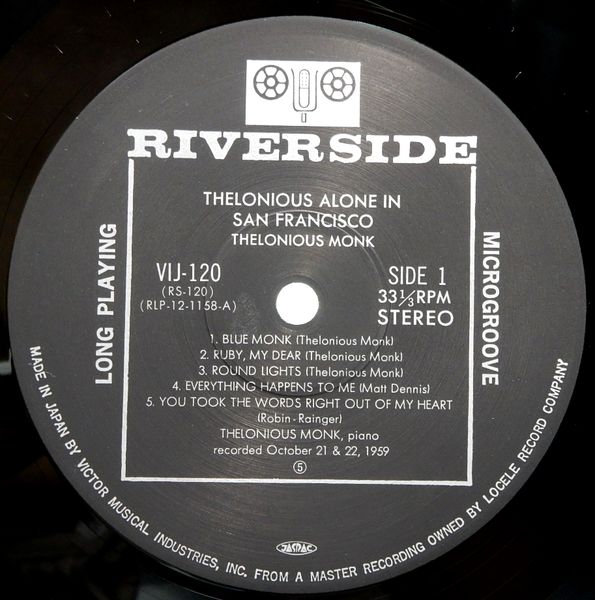 RIVERSIDE
THELONIOUS ALONE IN
SAN FRANCISCO
THELONIOUS MONK
VIJ-120
(RS-120)
(RLP-12-1158-A)
SIDE 1
33 1/3 RPM
STEREO
LONG PLAYING
MICROGROOVE
1. BLUE MONK (Thelonious Monk)
2. RUBY, MY DEAR (Thelonious Monk)
3. ROUND LIGHTS (Thelonious Monk)
4. EVERYTHING HAPPENS TO ME (Matt Dennis)
5. YOU TOOK THE WORDS RIGHT OUT OF MY HEART
(Robin-Rainger)
THELONIOUS MONK, piano
recorded October 21 & 22, 1959
⑤
JASRAC
MADE IN JAPAN BY VICTOR MUSICAL INDUSTRIES, INC. FROM A MASTER RECORDING OWNED BY LOCELE RECORD COMPANY